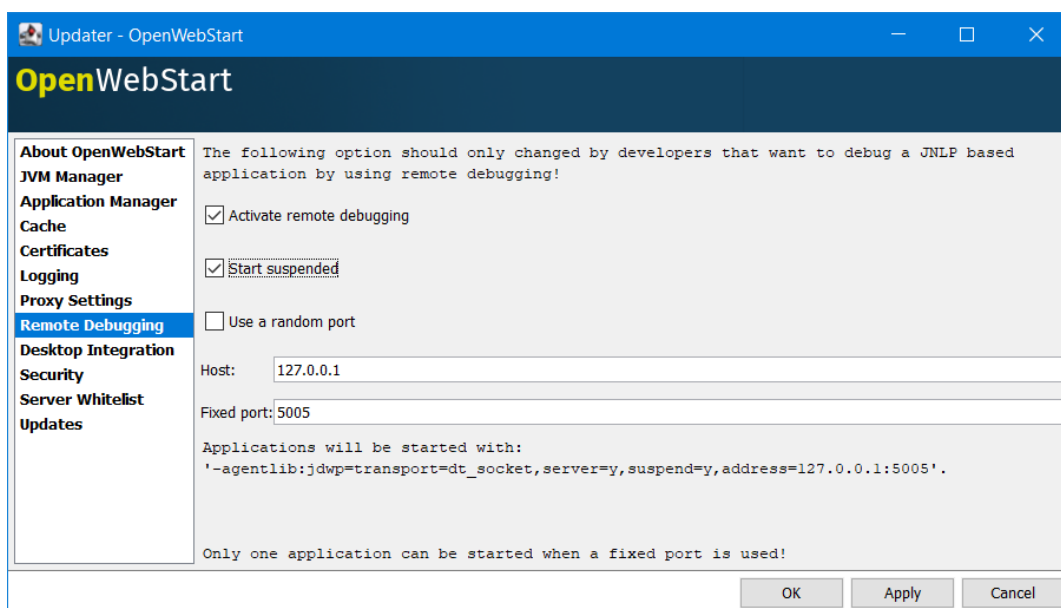 Updater - OpenWebStart
OpenWebStart
About OpenWebStart
JVM Manager
Application Manager
Cache
Certificates
Logging
Proxy Settings
Remote Debugging
Desktop Integration
Security
Server Whitelist
Updates
The following option should only changed by developers that want to debug a JNLP based
application by using remote debugging!
Activate remote debugging
Start suspended
Use a random port
Host: 127.0.0.1
Fixed port: 5005
Applications will be started with:
'-agentlib:jdwp=transport=dt_socket,server=y,suspend=y,address=127.0.0.1:5005'.
Only one application can be started when a fixed port is used!
OK Apply Cancel